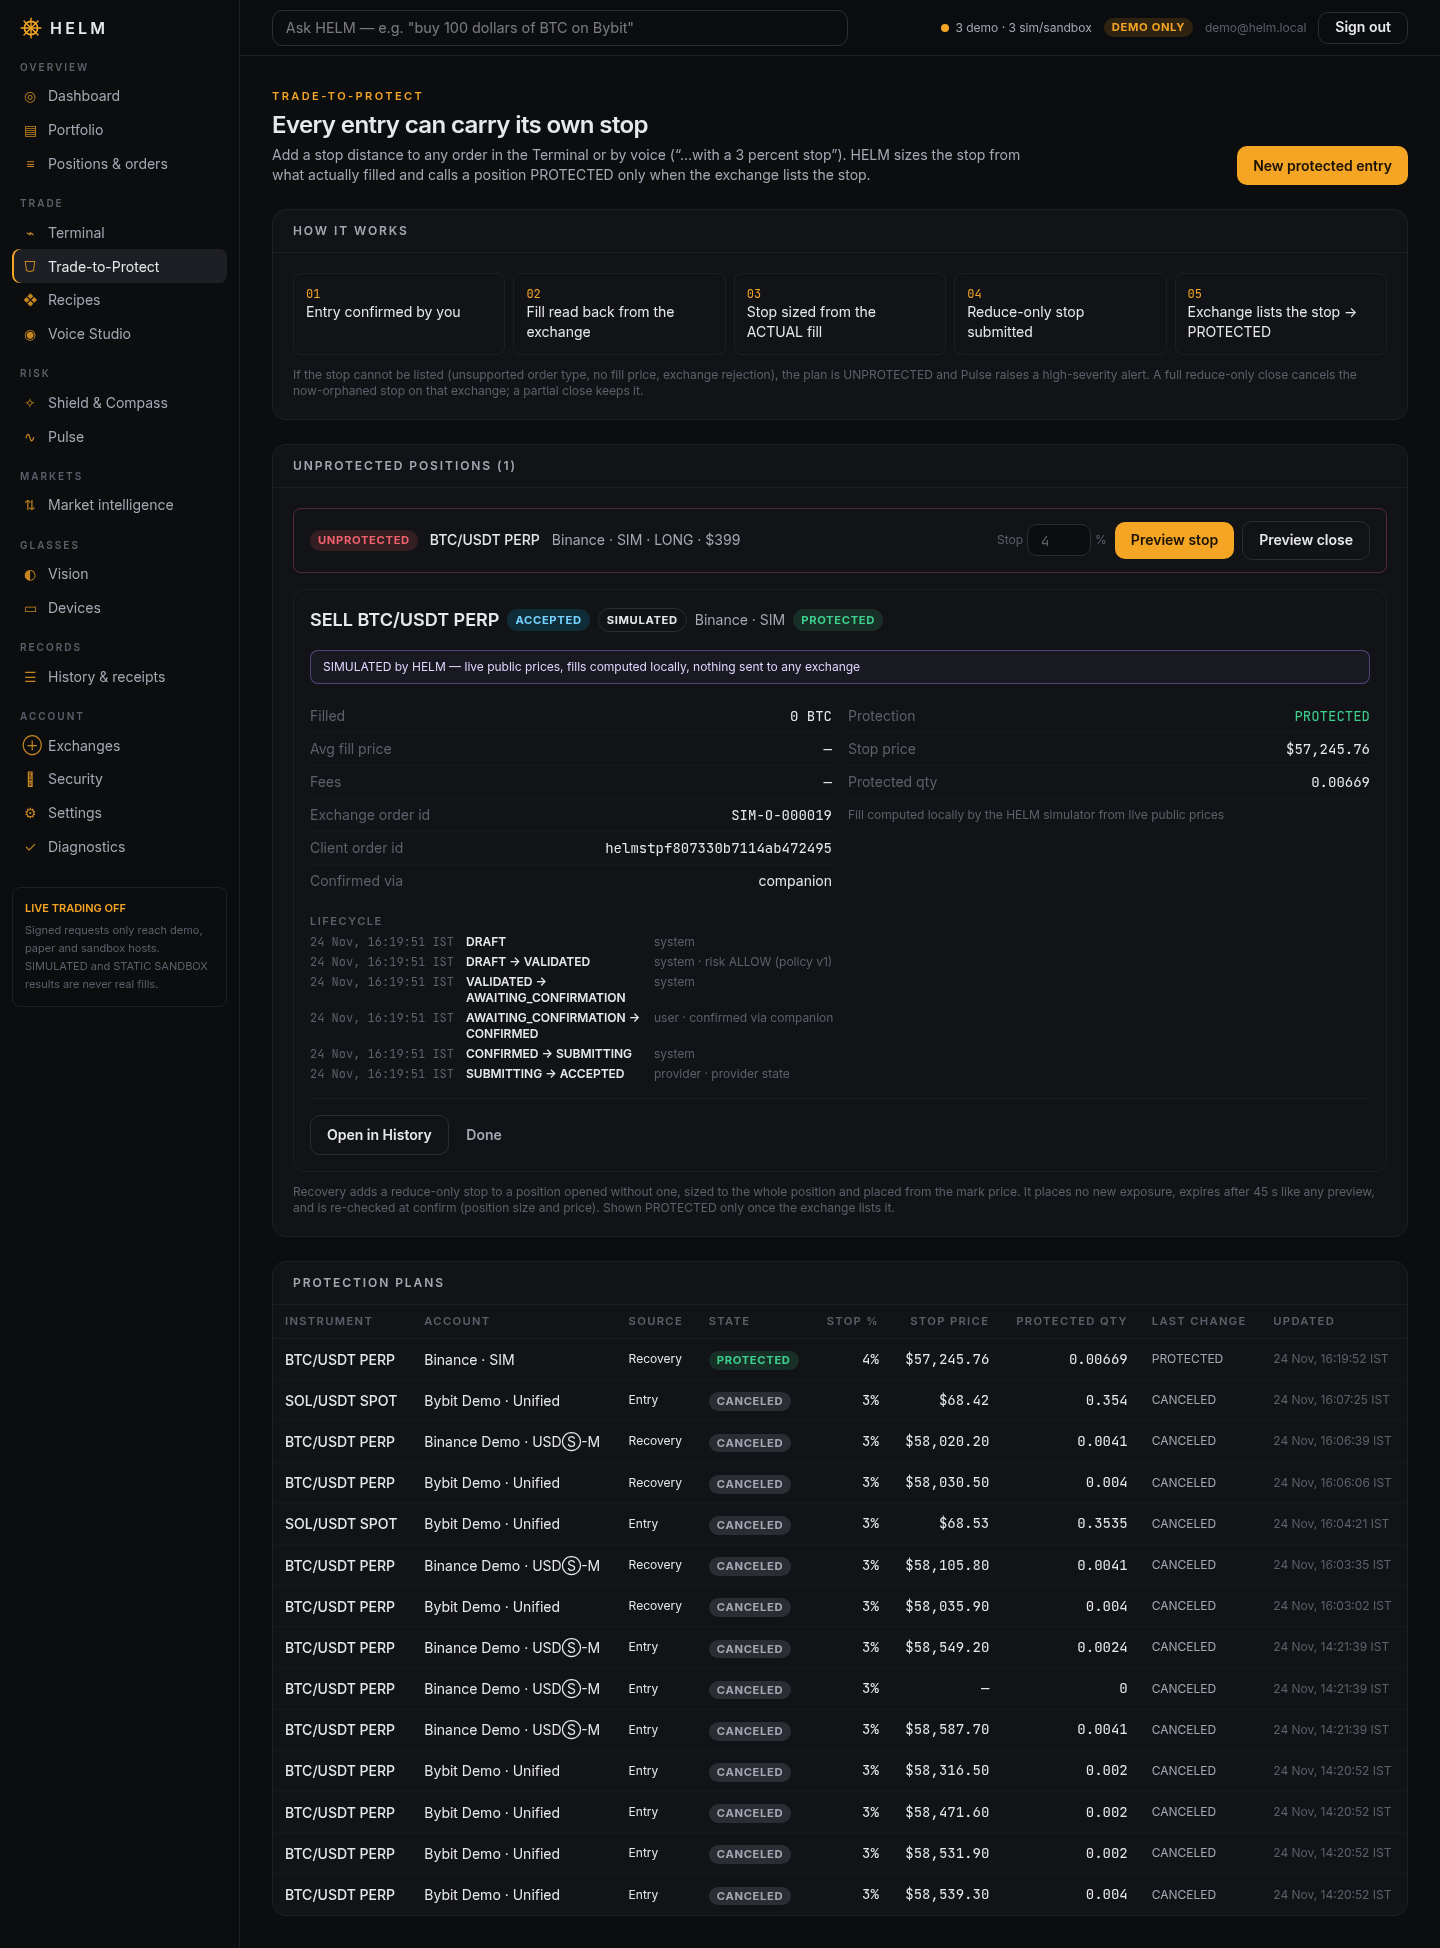 HELM
Ask HELM — e.g. "buy 100 dollars of BTC on Bybit"
3 demo · 3 sim/sandbox
DEMO ONLY
demo@helm.local
Sign out
OVERVIEW
Dashboard
Portfolio
Positions & orders
TRADE
Terminal
Trade-to-Protect
Recipes
Voice Studio
RISK
Shield & Compass
Pulse
MARKETS
Market intelligence
GLASSES
Vision
Devices
RECORDS
History & receipts
ACCOUNT
Exchanges
Security
Settings
Diagnostics
LIVE TRADING OFF
Signed requests only reach demo,
paper and sandbox hosts.
SIMULATED and STATIC SANDBOX
results are never real fills.
TRADE-TO-PROTECT
Every entry can carry its own stop
Add a stop distance to any order in the Terminal or by voice (“…with a 3 percent stop”). HELM sizes the stop from
what actually filled and calls a position PROTECTED only when the exchange lists the stop.
New protected entry
HOW IT WORKS
01
Entry confirmed by you
02
Fill read back from the
exchange
03
Stop sized from the
ACTUAL fill
04
Reduce-only stop
submitted
05
Exchange lists the stop →
PROTECTED
If the stop cannot be listed (unsupported order type, no fill price, exchange rejection), the plan is UNPROTECTED and Pulse raises a high-severity alert. A full reduce-only close cancels the
now-orphaned stop on that exchange; a partial close keeps it.
UNPROTECTED POSITIONS (1)
UNPROTECTED BTC/USDT PERP Binance · SIM · LONG · $399 Stop 4 % Preview stop Preview close
SELL BTC/USDT PERP ACCEPTED SIMULATED Binance · SIM PROTECTED
SIMULATED by HELM — live public prices, fills computed locally, nothing sent to any exchange
Filled 0 BTC
Avg fill price —
Fees —
Exchange order id SIM-O-000019
Client order id helmstpf807330b7114ab472495
Confirmed via companion
Protection PROTECTED
Stop price $57,245.76
Protected qty 0.00669
Fill computed locally by the HELM simulator from live public prices
LIFECYCLE
24 Nov, 16:19:51 IST DRAFT system
24 Nov, 16:19:51 IST DRAFT → VALIDATED system · risk ALLOW (policy v1)
24 Nov, 16:19:51 IST VALIDATED → system
AWAITING_CONFIRMATION
24 Nov, 16:19:51 IST AWAITING_CONFIRMATION → user · confirmed via companion
CONFIRMED
24 Nov, 16:19:51 IST CONFIRMED → SUBMITTING system
24 Nov, 16:19:51 IST SUBMITTING → ACCEPTED provider · provider state
Open in History Done
Recovery adds a reduce-only stop to a position opened without one, sized to the whole position and placed from the mark price. It places no new exposure, expires after 45 s like any preview,
and is re-checked at confirm (position size and price). Shown PROTECTED only once the exchange lists it.
PROTECTION PLANS
INSTRUMENT ACCOUNT SOURCE STATE STOP % STOP PRICE PROTECTED QTY LAST CHANGE UPDATED
BTC/USDT PERP Binance · SIM Recovery PROTECTED 4% $57,245.76 0.00669 PROTECTED 24 Nov, 16:19:52 IST
SOL/USDT SPOT Bybit Demo · Unified Entry CANCELED 3% $68.42 0.354 CANCELED 24 Nov, 16:07:25 IST
BTC/USDT PERP Binance Demo · USDⓈ-M Recovery CANCELED 3% $58,020.20 0.0041 CANCELED 24 Nov, 16:06:39 IST
BTC/USDT PERP Bybit Demo · Unified Recovery CANCELED 3% $58,030.50 0.004 CANCELED 24 Nov, 16:06:06 IST
SOL/USDT SPOT Bybit Demo · Unified Entry CANCELED 3% $68.53 0.3535 CANCELED 24 Nov, 16:04:21 IST
BTC/USDT PERP Binance Demo · USDⓈ-M Recovery CANCELED 3% $58,105.80 0.0041 CANCELED 24 Nov, 16:03:35 IST
BTC/USDT PERP Bybit Demo · Unified Recovery CANCELED 3% $58,035.90 0.004 CANCELED 24 Nov, 16:03:02 IST
BTC/USDT PERP Binance Demo · USDⓈ-M Entry CANCELED 3% $58,549.20 0.0024 CANCELED 24 Nov, 14:21:39 IST
BTC/USDT PERP Binance Demo · USDⓈ-M Entry CANCELED 3% — 0 CANCELED 24 Nov, 14:21:39 IST
BTC/USDT PERP Binance Demo · USDⓈ-M Entry CANCELED 3% $58,587.70 0.0041 CANCELED 24 Nov, 14:21:39 IST
BTC/USDT PERP Bybit Demo · Unified Entry CANCELED 3% $58,316.50 0.002 CANCELED 24 Nov, 14:20:52 IST
BTC/USDT PERP Bybit Demo · Unified Entry CANCELED 3% $58,471.60 0.002 CANCELED 24 Nov, 14:20:52 IST
BTC/USDT PERP Bybit Demo · Unified Entry CANCELED 3% $58,531.90 0.002 CANCELED 24 Nov, 14:20:52 IST
BTC/USDT PERP Bybit Demo · Unified Entry CANCELED 3% $58,539.30 0.004 CANCELED 24 Nov, 14:20:52 IST